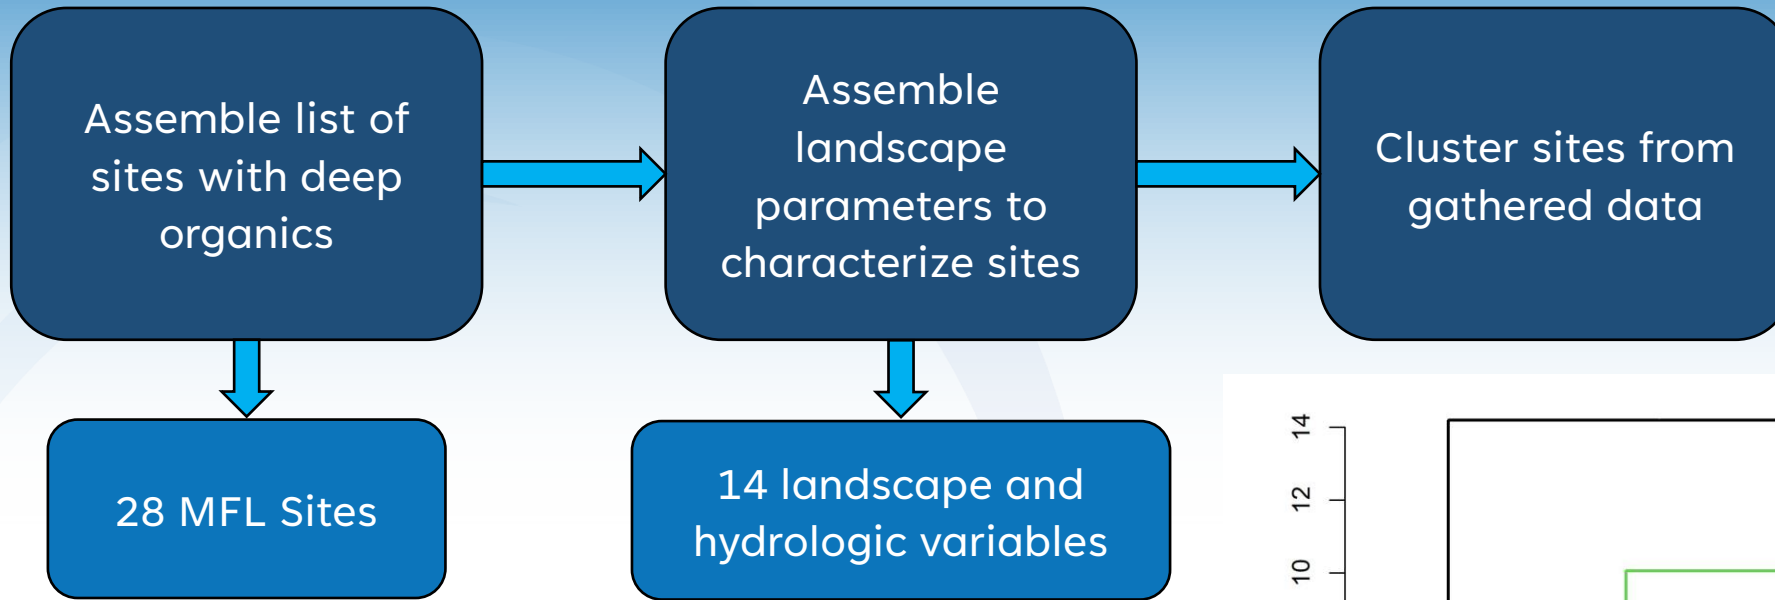 Assemble list of
sites with deep
organics
Assemble
landscape
parameters to
characterize sites
Cluster sites from
gathered data
28 MFL Sites
14 landscape and
hydrologic variables
14
12
10